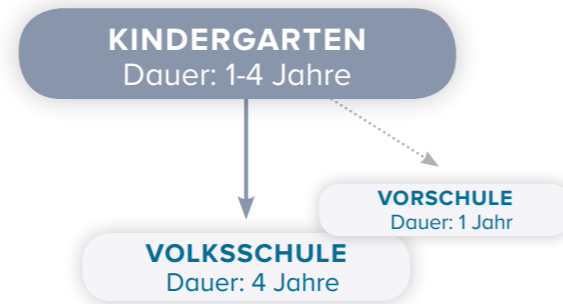 KINDERGARTEN
Dauer: 1-4 Jahre
VORSCHULE
Dauer: 1 Jahr
VOLKSSCHULE
Dauer: 4 Jahre